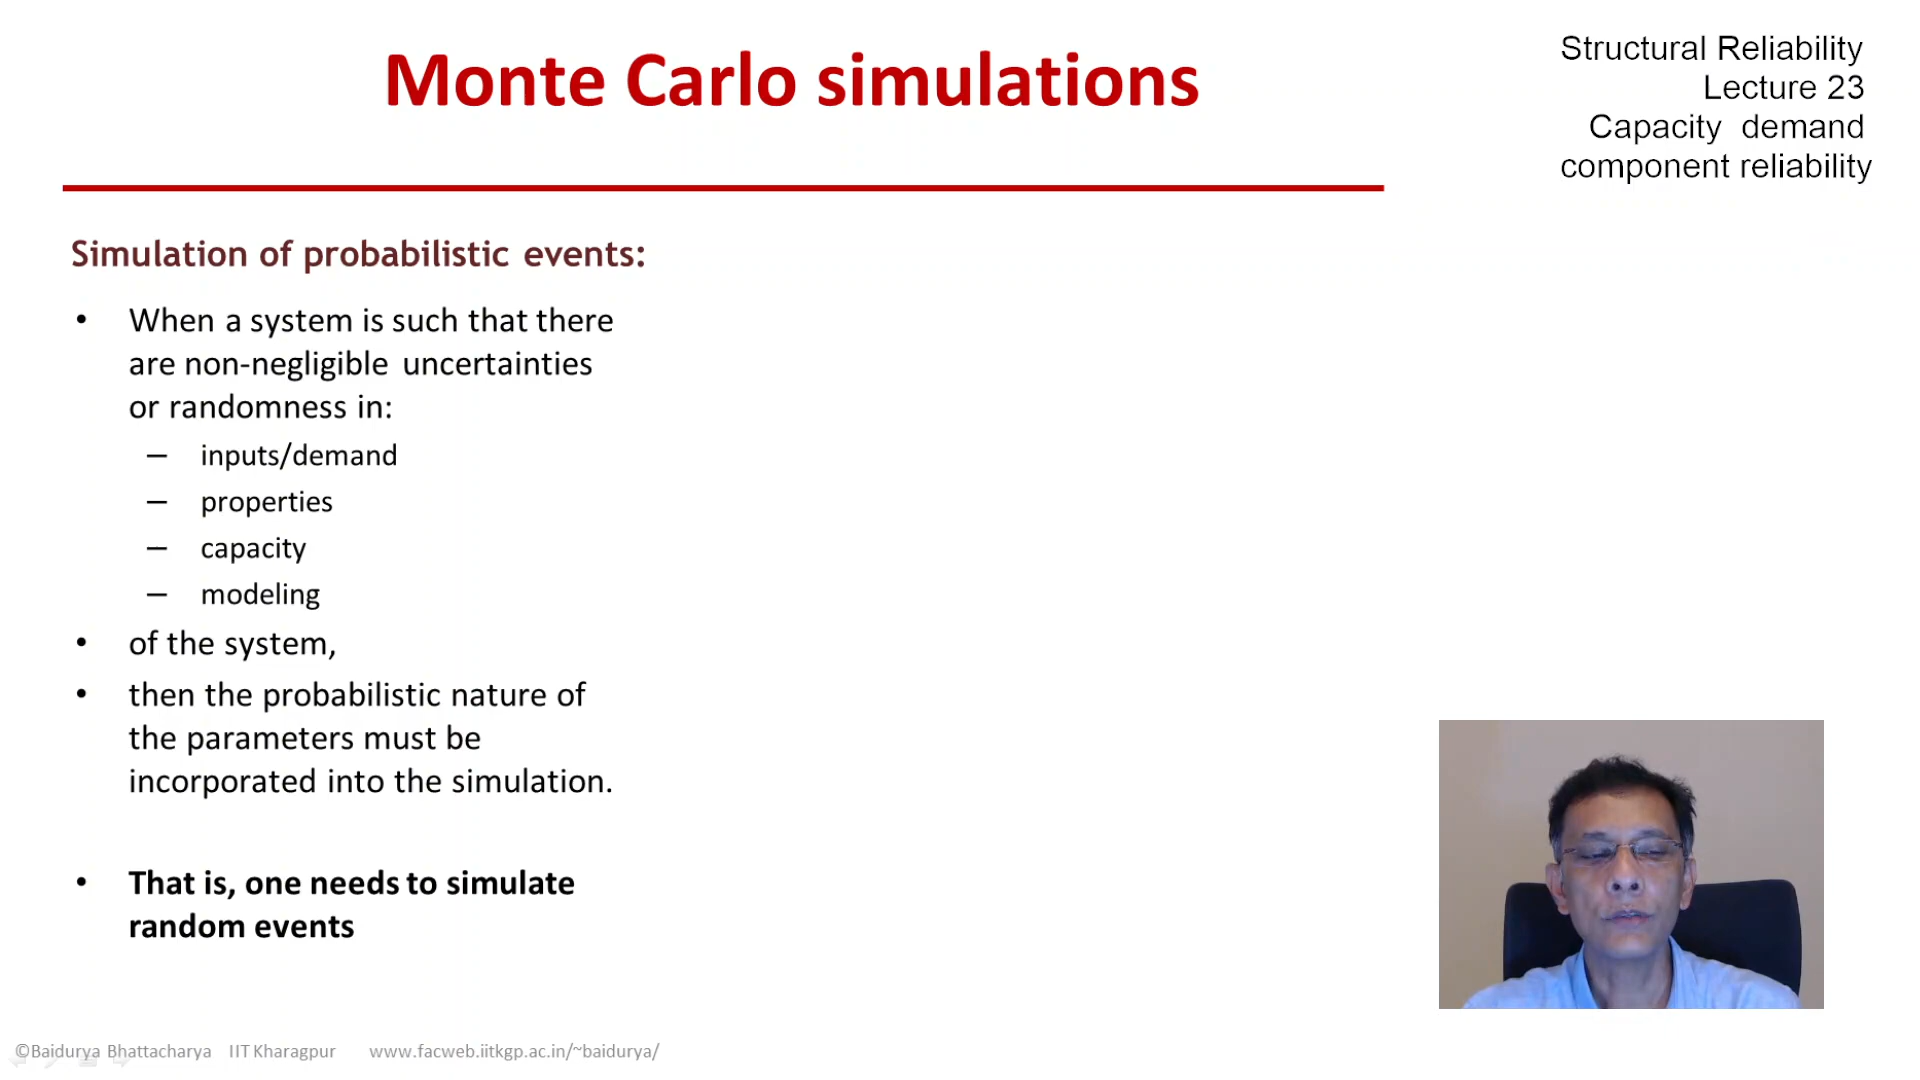 Monte Carlo simulations
Structural Reliability
Lecture 23
Capacity demand
component reliability
Simulation of probabilistic events:
• When a system is such that there
are non-negligible uncertainties
or randomness in:
– inputs/demand
– properties
– capacity
– modeling
• of the system,
• then the probabilistic nature of
the parameters must be
incorporated into the simulation.
• That is, one needs to simulate
random events
©Baidurya Bhattacharya IIT Kharagpur www.facweb.iitkgp.ac.in/~baidurya/